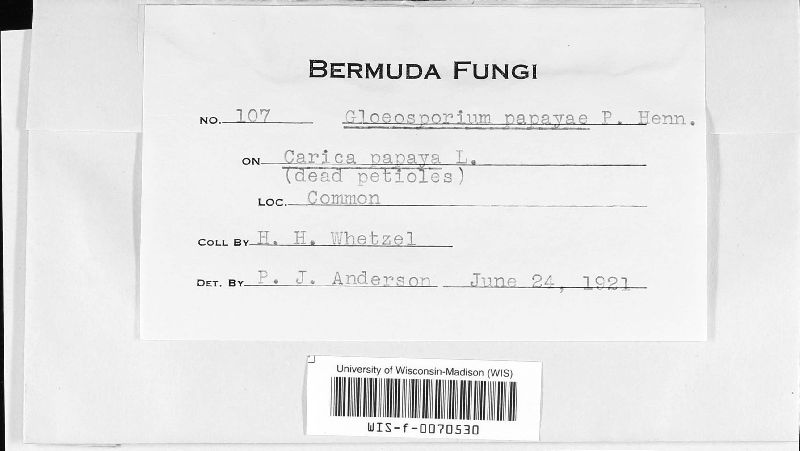 BERMUDA FUNGI
NO. 107 Gloeosporium papayae P. Henn.
ON Carica papaya L.
(dead petioles)
LOC. Common
COLL BY H. H. Whetzel
DET. BY P. J. Anderson June 24, 1921
University of Wisconsin-Madison (WIS)
WIS-f-0070530